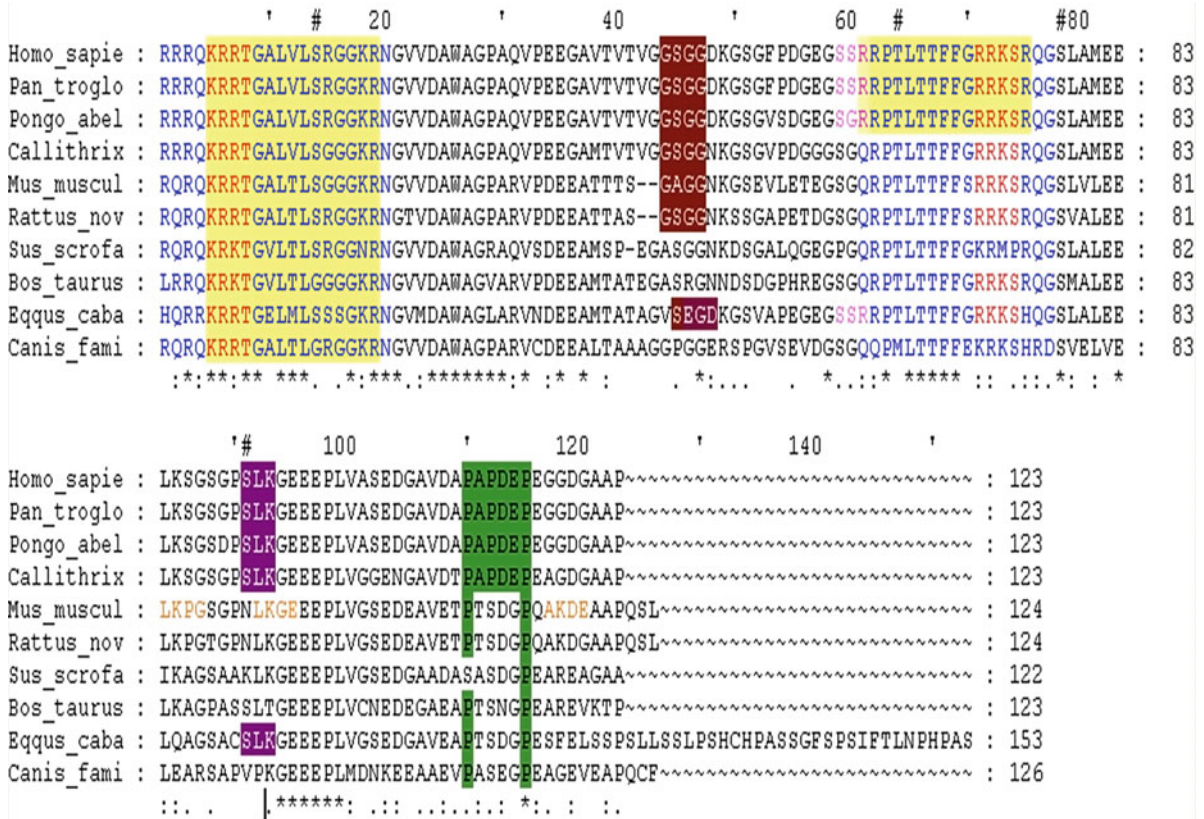 ' # 20 ' 40 ' 60 # ' #80
Homo_sapie : RRRQKRRTGALVLSRGGKRNGVVDAWAGPAQVPEEGAVTVTVGGSGGDKGSGFPDGEGSSRRPTLTTFFGRRKSRQGSLAMEE : 83
Pan_troglo : RRRQKRRTGALVLSRGGKRNGVVDAWAGPAQVPEEGAVTVTVGGSGGDKGSGFPDGEGSSRRPTLTTFFGRRKSRQGSLAMEE : 83
Pongo_abel : RRRQKRRTGALVLSRGGKRNGVVDAWAGPAQVPEEGAVTVTVGGSGGDKGSGVSDGEGSGRRPTLTTFFGRRKSRQGSLAMEE : 83
Callithrix : RRRQKRRTGALVLSGGGKRNGVVDAWAGPAQVPEEGAMTVTVGGSGGNKGSGVPDGGGSGQRPTLTTFFGRRKSRQGSLAMEE : 83
Mus_muscul : RQRQKRRTGALTLSGGGKRNGVVDAWAGPARVPDEEATTTS--GAGGNKGSEVLETEGSGQRPTLTTFFSRRKSRQGSLVLEE : 81
Rattus_nov : RQRQKRRTGALTLSRGGKRNGTVDAWAGPARVPDEEATTAS--GSGGNKSSGAPETDGSGQRPTLTTFFSRRKSRQGSVALEE : 81
Sus_scrofa : RQRQKRKTGVLTLSRGGNRNGVVDAWAGRAQVSDEEAMSP-EGASGGNKDSGALQGEGPGQRPTLTTFFGKRMPRQGSLALEE : 82
Bos_taurus : LRRQKRKTGVLTLGGGGKRNGVVDAWAGVARVPDEEAMTATEGASRGNNDSDGPHREGSGQRPTLTTFFGRRKSRQGSMALEE : 83
Eqqus_caba : HQRRKRRTGELMLSSSGKRNGVMDAWAGLARVNDEEAMTATAGVSEGDKGSVAPEGEGSSRRPTLTTFFGRKKSHQGSLALEE : 83
Canis_fami : RQRQKRRTGALTLGRGGKRNGVVDAWAGPARVCDEEALTAAAGGPGGERSPGVSEVDGSGQQPMLTTFFEKRKSHRDSVELVE : 83
:*:**:** ***. .*:*** .*******:* :* :* * . *:... . *..:: *****. :: .::.:* :.: *
'# 100 ' 120 ' 140 '
Homo_sapie : LKSGSGPSLKGEEEPLVASEDGAVDAPAPDEPEGGDGAAP~~~~~~~~~~~~~~~~~~~~~~~~~~~~~~ : 123
Pan_troglo : LKSGSGPSLKGEEEPLVASEDGAVDAPAPDEPEGGDGAAP~~~~~~~~~~~~~~~~~~~~~~~~~~~~~~ : 123
Pongo_abel : LKSGSDPSLKGEEEPLVASEDGAVDAPAPDEPEGGDGAAP~~~~~~~~~~~~~~~~~~~~~~~~~~~~~~ : 123
Callithrix : LKSGSGPSLKGEEEPLVGGENGAVDTPAPDEPEAGDGAAP~~~~~~~~~~~~~~~~~~~~~~~~~~~~~~ : 123
Mus_muscul : LKPGSGPNLKGEEEPLVGSEDEAVETPTSDGPQAKDEAAPQSL~~~~~~~~~~~~~~~~~~~~~~~~~~~ : 124
Rattus_nov : LKPGTGPNLKGEEEPLVGSEDEAVETPTSDGPQAKDGAAPQSL~~~~~~~~~~~~~~~~~~~~~~~~~~~ : 124
Sus_scrofa : IKAGSAAKLKGEEEPLVGSEDGAADASASDGPEAREAGAA~~~~~~~~~~~~~~~~~~~~~~~~~~~~~~ : 122
Bos_taurus : LKAGPASSLTGEEEPLVCNEDEGAEAPTSNGPEAREVKTP~~~~~~~~~~~~~~~~~~~~~~~~~~~~~~ : 123
Eqqus_caba : LQAGSACSLKGEEEPLVGSEDGAVEAPTSDGPESFELSSPSLLSSLPSHCHPASSGFSPSIFTLNPHPAS : 153
Canis_fami : LEARSAPVPKGEEEPLMDNKEEAAEVPASEGPEAGEVEAPQCF~~~~~~~~~~~~~~~~~~~~~~~~~~~ : 126
::. . .******: .:: ..:..:.: *: : :.